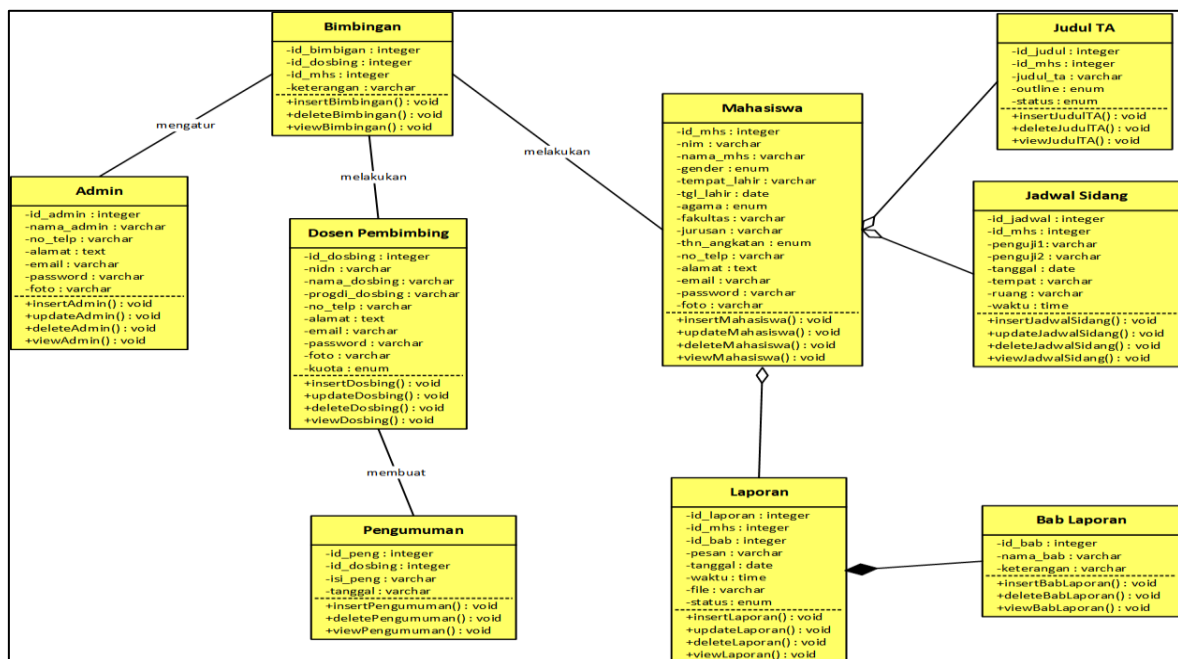 Bimbingan
-id_bimbigan : integer
-id_dosbing : integer
-id_mhs : integer
-keterangan : varchar
+insertBimbingan() : void
+deleteBimbingan() : void
+viewBimbingan() : void
mengatur
melakukan
melakukan
Admin
-id_admin : integer
-nama_admin : varchar
-no_telp : varchar
-alamat : text
-email : varchar
-password : varchar
-foto : varchar
+insertAdmin() : void
+updateAdmin() : void
+deleteAdmin() : void
+viewAdmin() : void
Dosen Pembimbing
-id_dosbing : integer
-nidn : varchar
-nama_dosbing : varchar
-progdi_dosbing : varchar
-no_telp : varchar
-alamat : text
-email : varchar
-password : varchar
-foto : varchar
-kuota : enum
+insertDosbing() : void
+updateDosbing() : void
+deleteDosbing() : void
+viewDosbing() : void
membuat
Pengumuman
-id_peng : integer
-id_dosbing : integer
-isi_peng : varchar
-tanggal : varchar
+insertPengumuman() : void
+deletePengumuman() : void
+viewPengumuman() : void
Mahasiswa
-id_mhs : integer
-nim : varchar
-nama_mhs : varchar
-gender : enum
-tempat_lahir : varchar
-tgl_lahir : date
-agama : enum
-fakultas : varchar
-jurusan : varchar
-thn_angkatan : enum
-no_telp : varchar
-alamat : text
-email : varchar
-password : varchar
-foto : varchar
+insertMahasiswa() : void
+updateMahasiswa() : void
+deleteMahasiswa() : void
+viewMahasiswa() : void
Judul TA
-id_judul : integer
-id_mhs : integer
-judul_ta : varchar
-outline : enum
-status : enum
+insertJudulTA() : void
+deleteJudulTA() : void
+viewJudulTA() : void
Jadwal Sidang
-id_jadwal : integer
-id_mhs : integer
-penguji1: varchar
-penguji2 : varchar
-tanggal : date
-tempat : varchar
-ruang : varchar
-waktu : time
+insertJadwalSidang() : void
+updateJadwalSidang() : void
+deleteJadwalSidang() : void
+viewJadwalSidang() : void
Laporan
-id_laporan : integer
-id_mhs : integer
-id_bab : integer
-pesan : varchar
-tanggal : date
-waktu : time
-file : varchar
-status : enum
+insertLaporan() : void
+updateLaporan() : void
+deleteLaporan() : void
+viewLaporan() : void
Bab Laporan
-id_bab : integer
-nama_bab : varchar
-keterangan : varchar
+insertBabLaporan() : void
+deleteBabLaporan() : void
+viewBabLaporan() : void